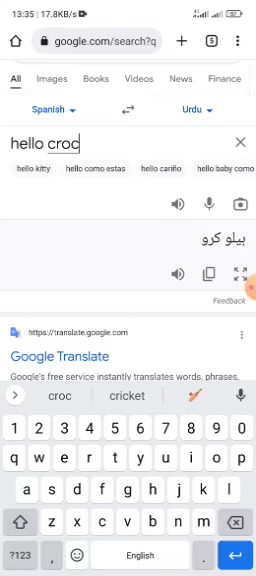 13:35 | 17.8KB/s
google.com/search?q
5
All Images Books Videos News Finance
Spanish Urdu
hello croc
hello kitty hello como estas hello cariño hello baby como
ہیلو کرو
Feedback
https://translate.google.com
Google Translate
Google's free service instantly translates words, phrases,
croc cricket
1 2 3 4 5 6 7 8 9 0
q w e r t y u i o p
a s d f g h j k l
z x c v b n m
?123 , English .